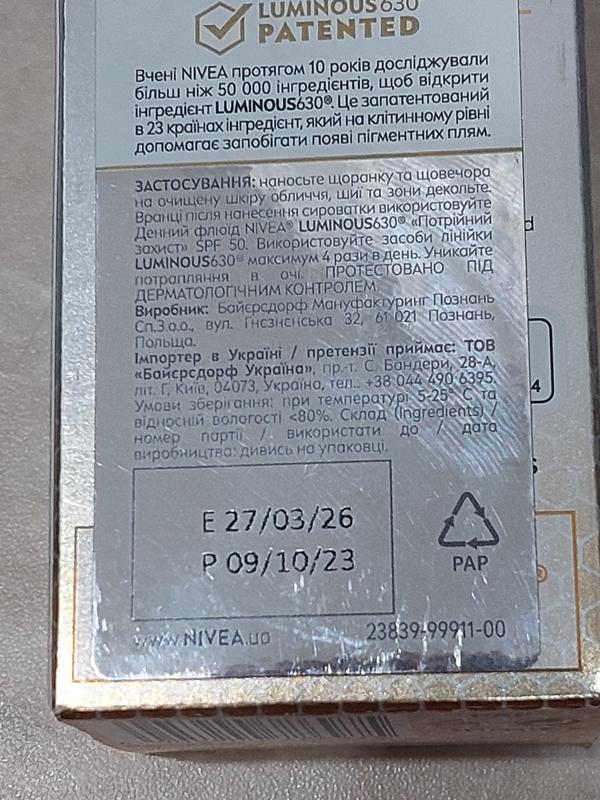 LUMINOUS630
PATENTED
Вчені NIVEA протягом 10 років досліджували
більш ніж 50 000 інгредієнтів, щоб відкрити
інгредієнт LUMINOUS630®. Це запатентований
в 23 країнах інгредієнт, який на клітинному рівні
допомагає запобігати появі пігментних плям.
ЗАСТОСУВАННЯ: наносьте щоранку та щовечора
на очищену шкіру обличчя, шиї та зони декольте.
Вранці після нанесення сироватки використовуйте
Денний флюїд NIVEA® LUMINOUS630® «Потрійний
захист» SPF 50. Використовуйте засоби лінійки
LUMINOUS630® максимум 4 рази в день. Уникайте
потрапляння в очі. ПРОТЕСТОВАНО ПІД
ДЕРМАТОЛОГІЧНИМ КОНТРОЛЕМ.
Виробник: Байєрсдорф Мануфактуринг Познань
Сп.З.о.о., вул. Гнєзнєнська 32, 61-021 Познань,
Польща.
Імпортер в Україні / претензії приймає: ТОВ
«Байєрсдорф Україна», пр.-т. С. Бандери, 28-А,
літ. Г, Київ, 04073, Україна, тел.: +38 044 490 6395.
Умови зберігання: при температурі 5-25° С та
відносній вологості <80%. Склад (Ingredients) /
номер партії / використати до / дата
виробництва: дивись на упаковці.
E 27/03/26
P 09/10/23
PAP
www.NIVEA.ua
23839-99911-00
d
4
s
®